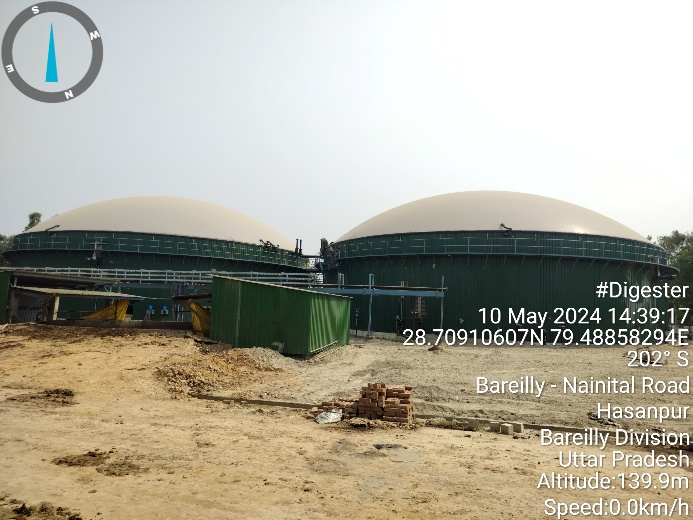 S
W
E
N
#Digester
10 May 2024 14:39:17
28.70910607N 79.48858294E
202° S
Bareilly - Nainital Road
Hasanpur
Bareilly Division
Uttar Pradesh
Altitude:139.9m
Speed:0.0km/h